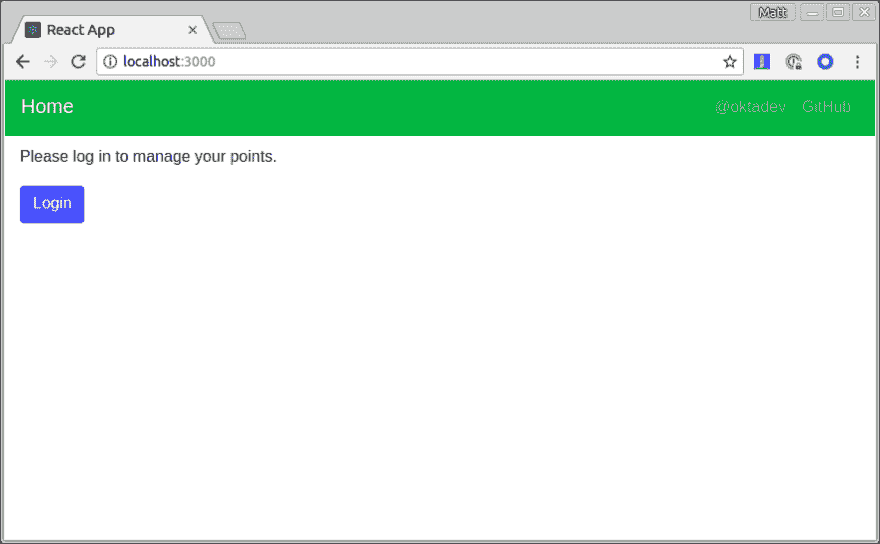 Matt
React App
localhost:3000
Home @oktadev GitHub
Please log in to manage your points.
Login